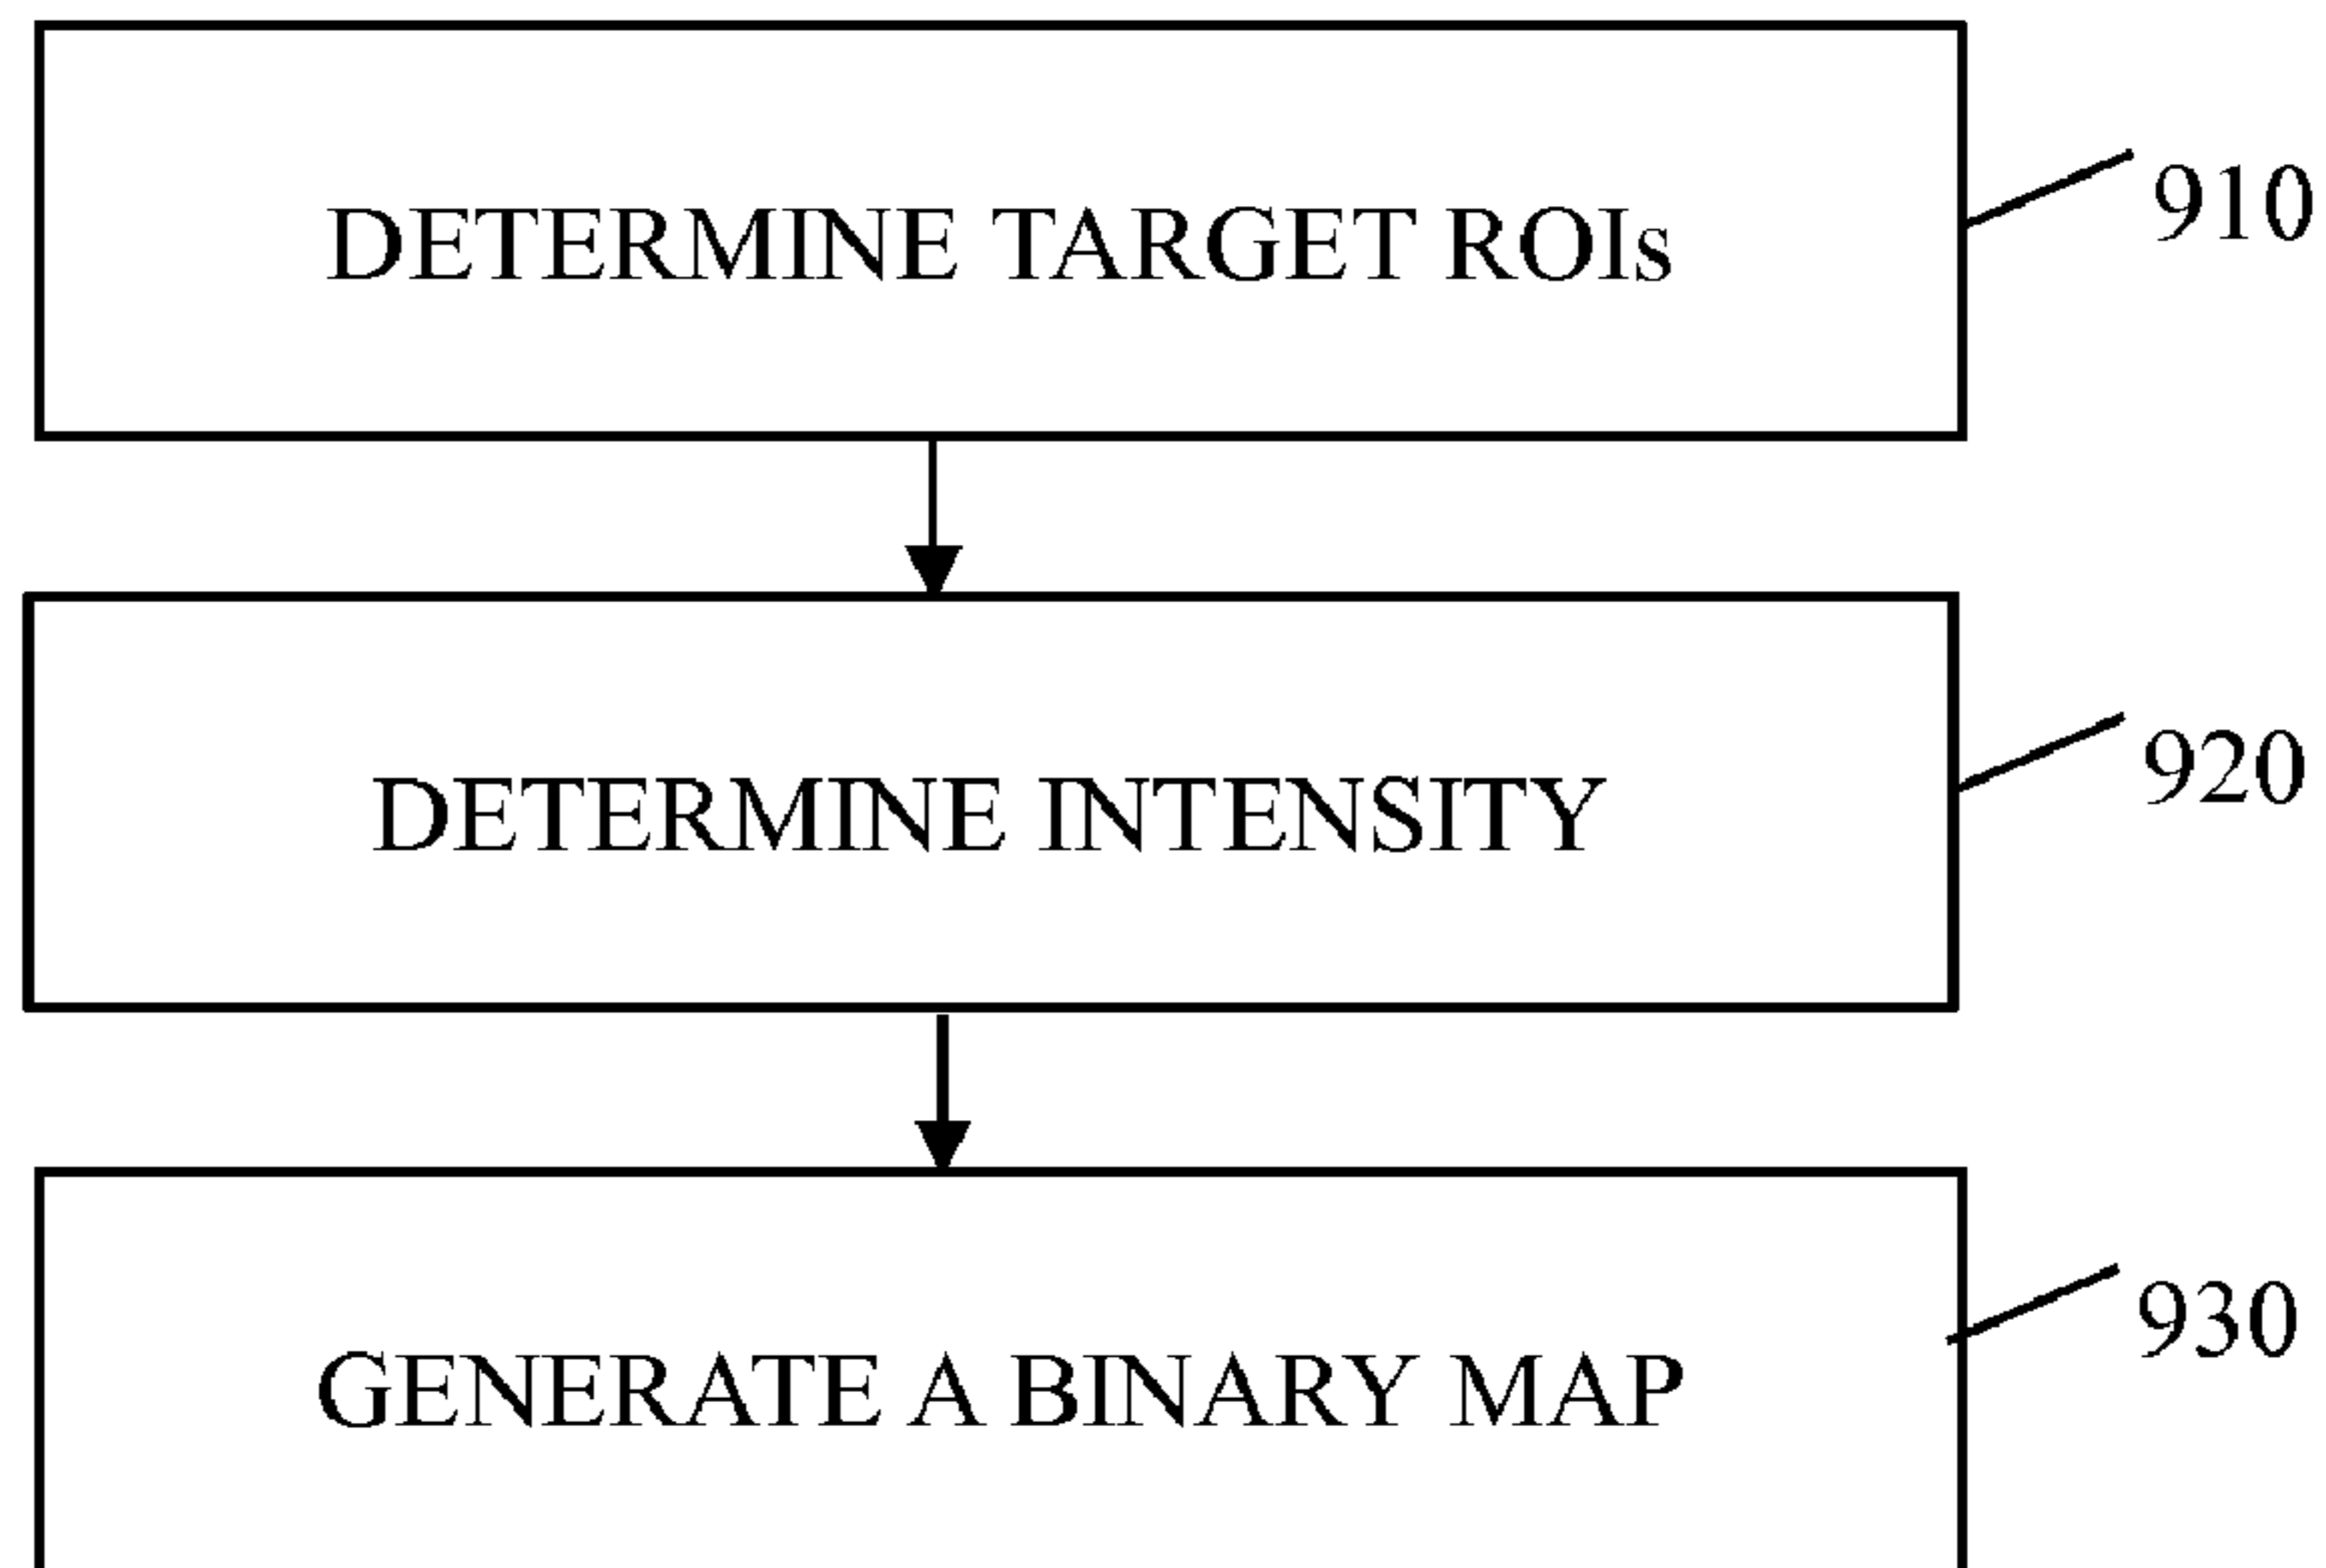 DETERMINE TARGET ROIs
910
DETERMINE INTENSITY
920
GENERATE A BINARY MAP
930